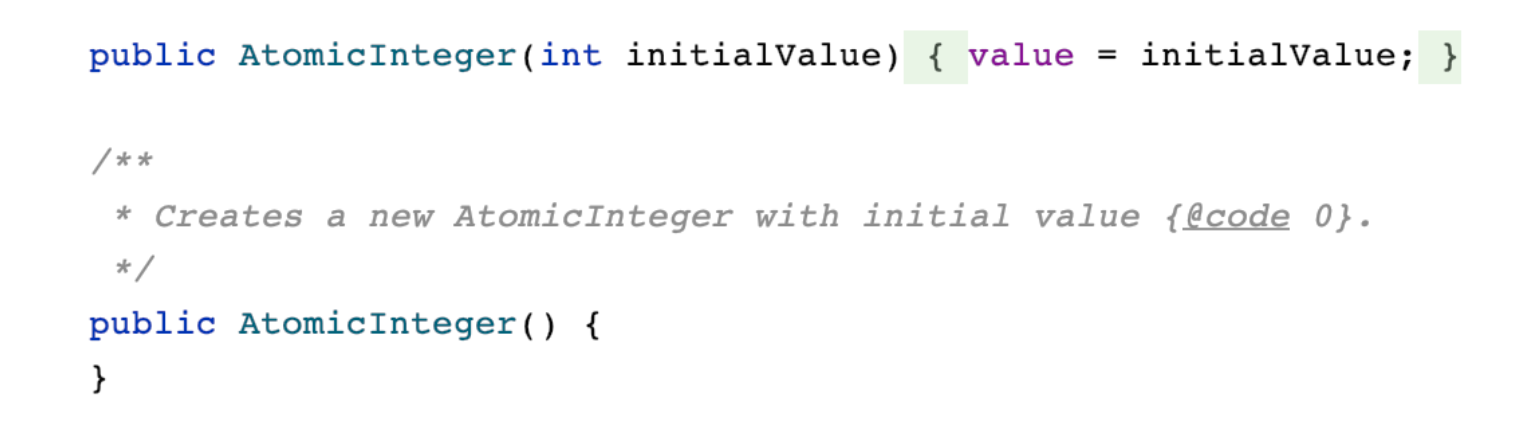 public AtomicInteger(int initialValue) { value = initialValue; }
/**
* Creates a new AtomicInteger with initial value {@code 0}.
*/
public AtomicInteger() {
}